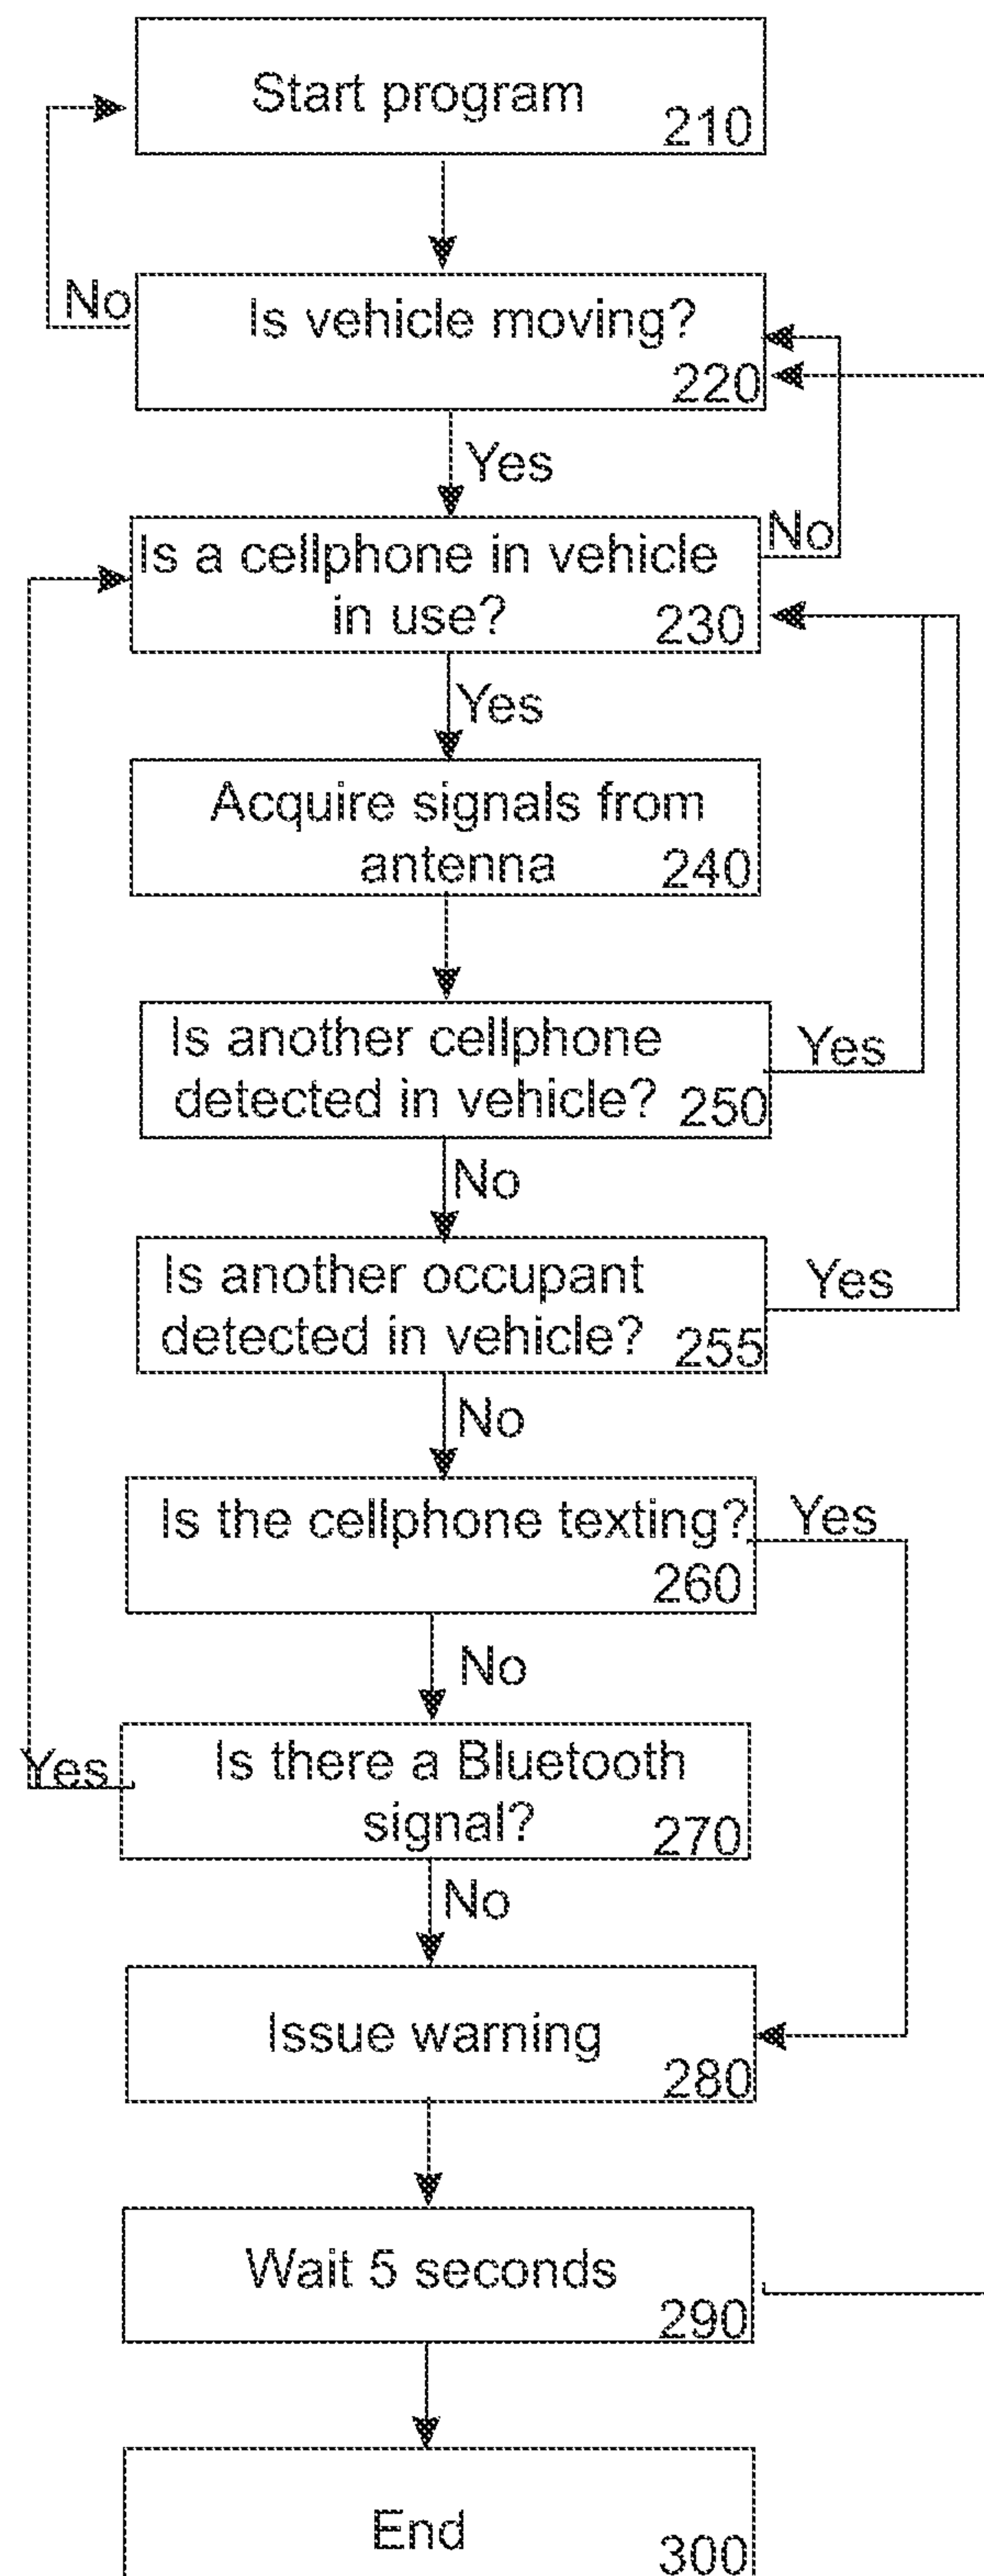 Start program
210
No
Is vehicle moving?
220
Yes
Is a cellphone in vehicle
in use?
230
No
Yes
Acquire signals from
antenna
240
Is another cellphone
detected in vehicle?
250
Yes
No
Is another occupant
detected in vehicle?
255
Yes
No
Is the cellphone texting?
260
Yes
No
Is there a Bluetooth
signal?
270
Yes
No
Issue warning
280
Wait 5 seconds
290
End
300